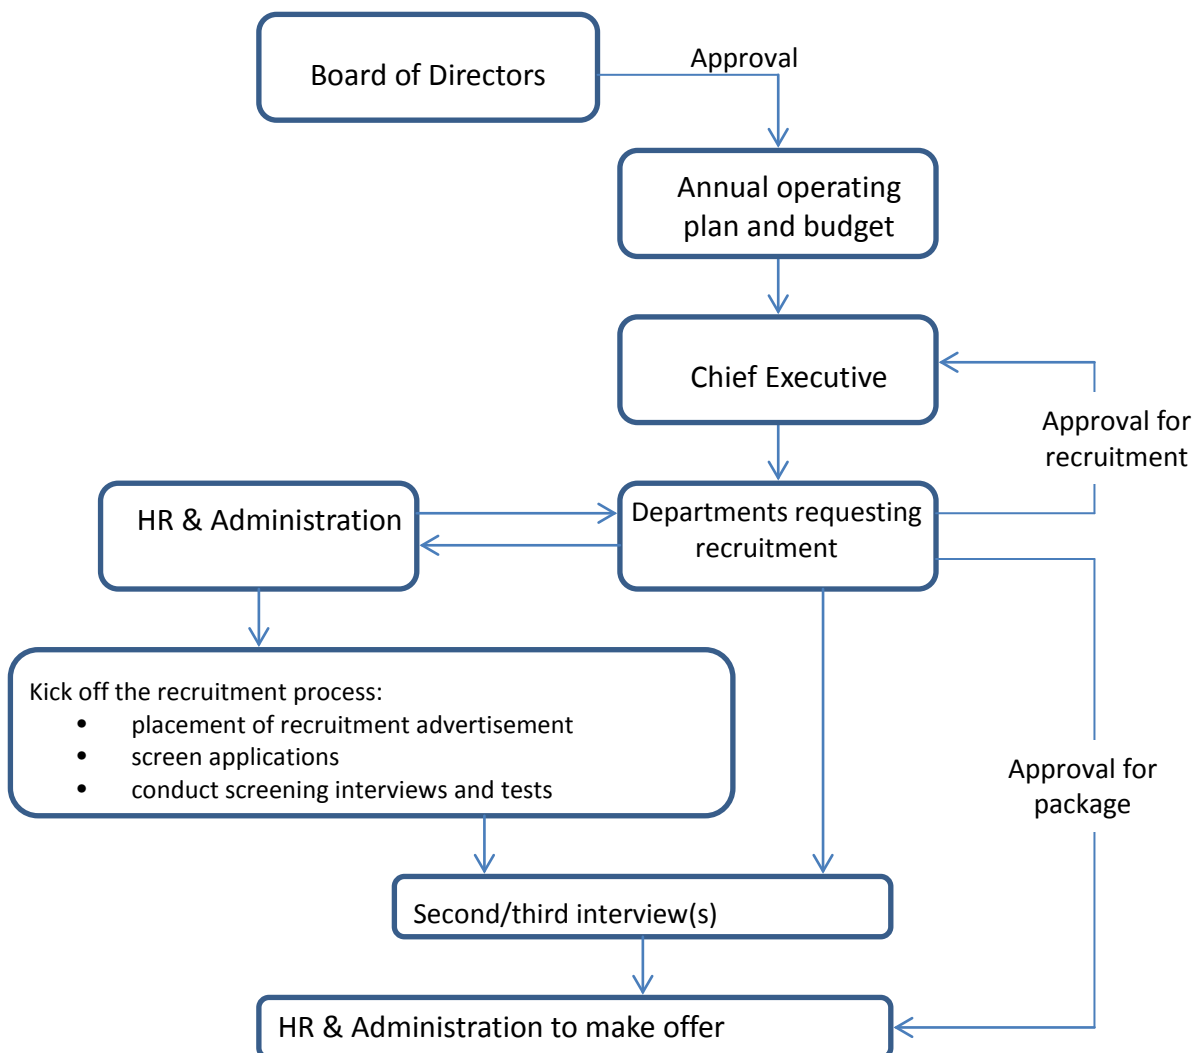 Board of Directors
Approval
Annual operating
plan and budget
Chief Executive
Approval for
recruitment
HR & Administration
Departments requesting
recruitment
Kick off the recruitment process:
• placement of recruitment advertisement
• screen applications
• conduct screening interviews and tests
Approval for
package
Second/third interview(s)
HR & Administration to make offer